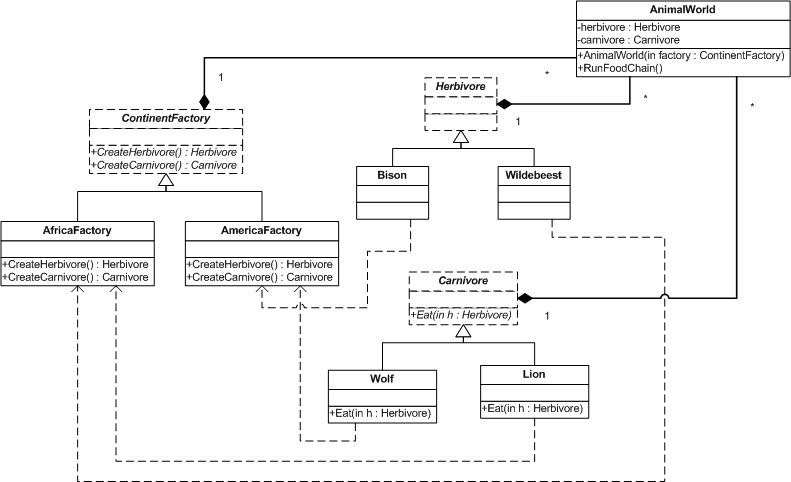 AnimalWorld
-herbivore : Herbivore
-carnivore : Carnivore
+AnimalWorld(in factory : ContinentFactory)
+RunFoodChain()
1
*
Herbivore
*
1
*
ContinentFactory
+CreateHerbivore() : Herbivore
+CreateCarnivore() : Carnivore
Bison
Wildebeest
AfricaFactory
+CreateHerbivore() : Herbivore
+CreateCarnivore() : Carnivore
AmericaFactory
+CreateHerbivore() : Herbivore
+CreateCarnivore() : Carnivore
Carnivore
+Eat(in h : Herbivore)
1
Wolf
+Eat(in h : Herbivore)
Lion
+Eat(in h : Herbivore)